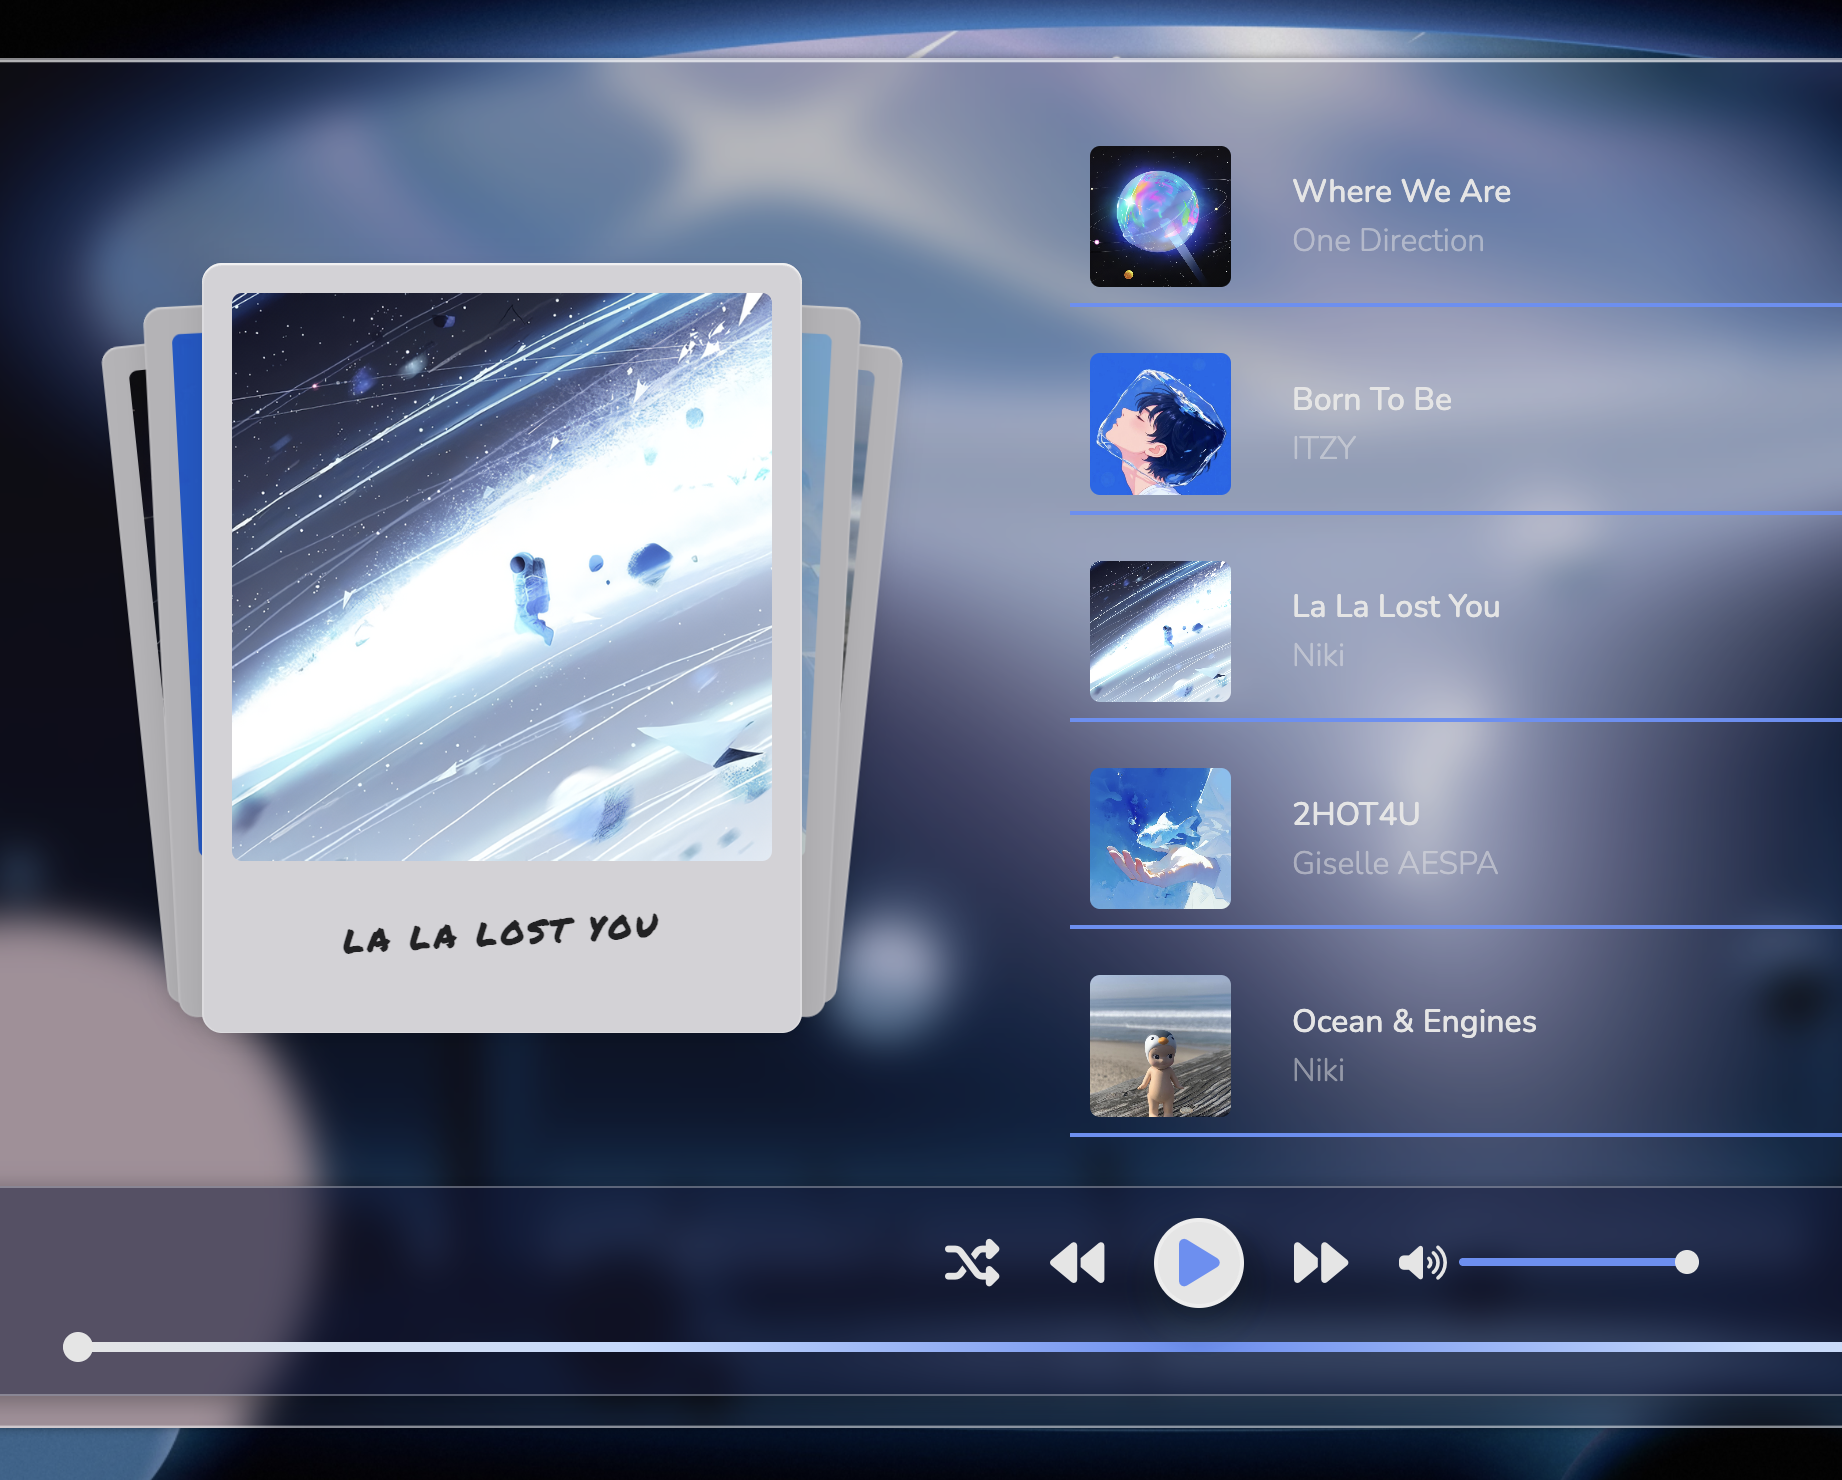 LA LA LOST YOU
Where We Are
One Direction
Born To Be
ITZY
La La Lost You
Niki
2HOT4U
Giselle AESPA
Ocean & Engines
Niki